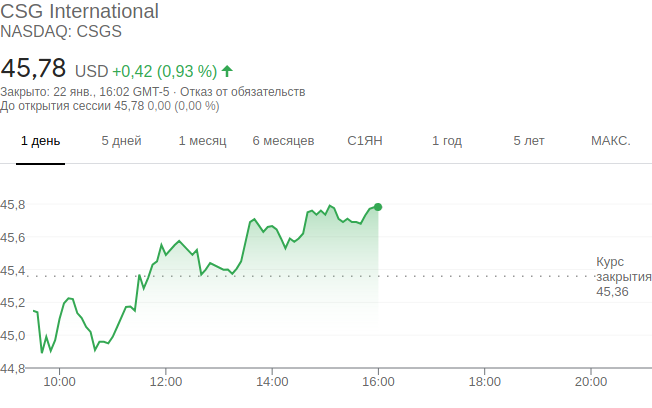 CSG International
NASDAQ: CSGS
45,78 USD +0,42 (0,93 %)
Закрыто: 22 янв., 16:02 GMT-5 · Отказ от обязательств
До открытия сессии 45,78 0,00 (0,00 %)
1 день 5 дней 1 месяц 6 месяцев С1ЯН 1 год 5 лет МАКС.
45,8
45,6
45,4
45,2
45,0
44,8
Курс
закрытия
45,36
10:00 12:00 14:00 16:00 18:00 20:00